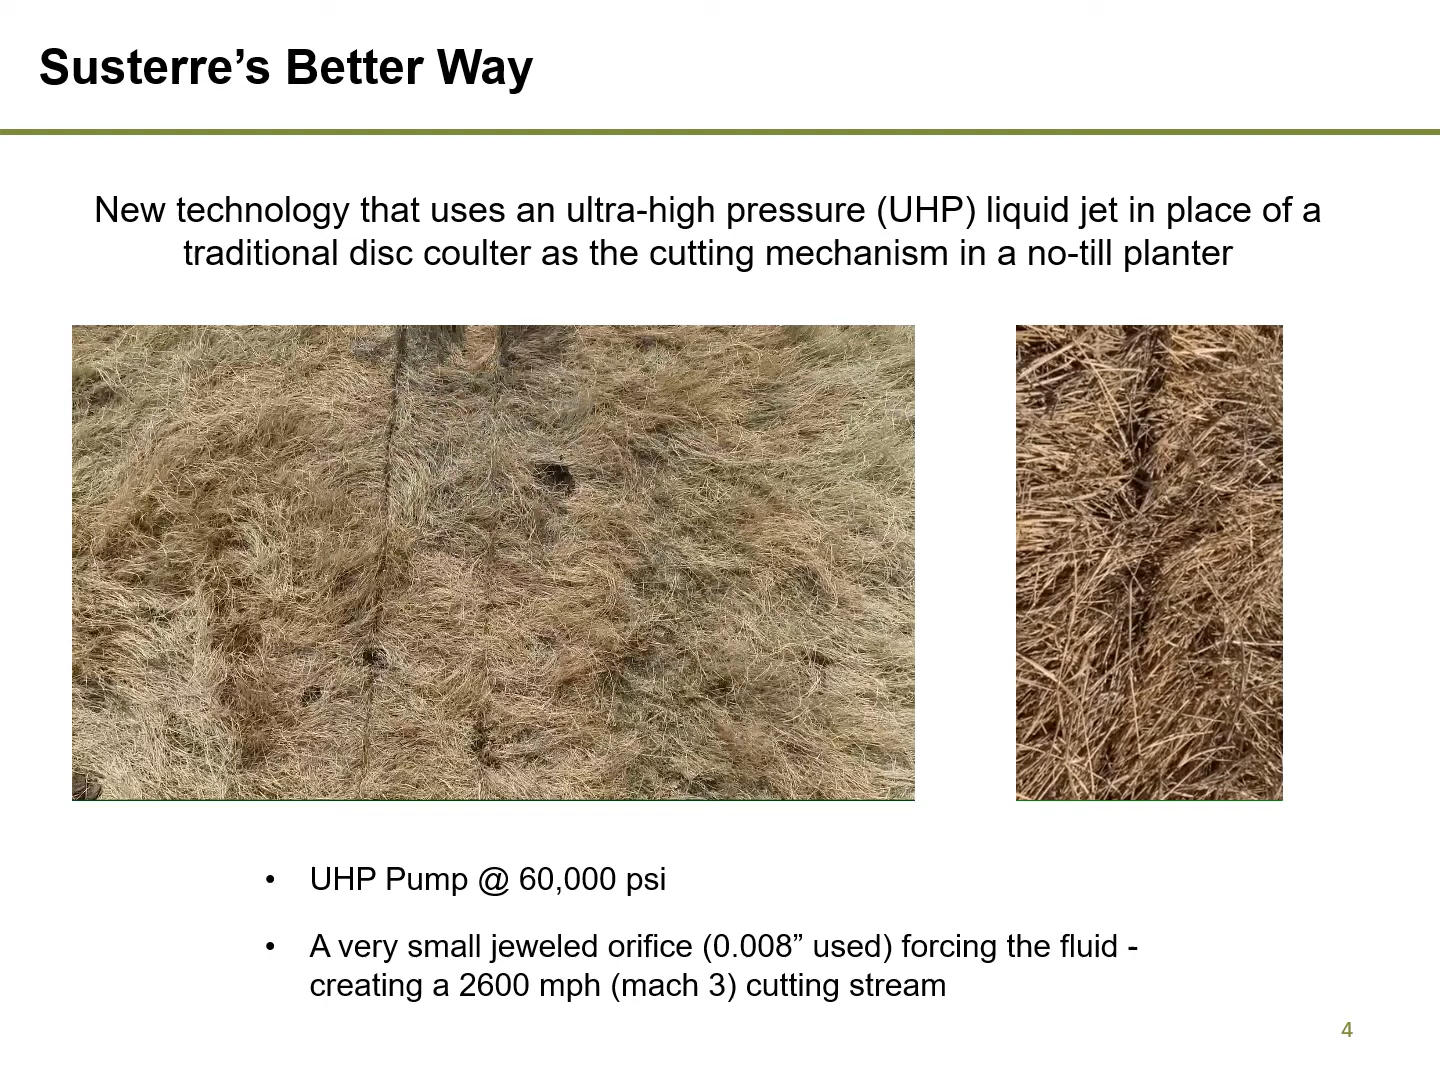 Susterre’s Better Way
New technology that uses an ultra-high pressure (UHP) liquid jet in place of a
traditional disc coulter as the cutting mechanism in a no-till planter
• UHP Pump @ 60,000 psi
• A very small jeweled orifice (0.008” used) forcing the fluid -
creating a 2600 mph (mach 3) cutting stream
4